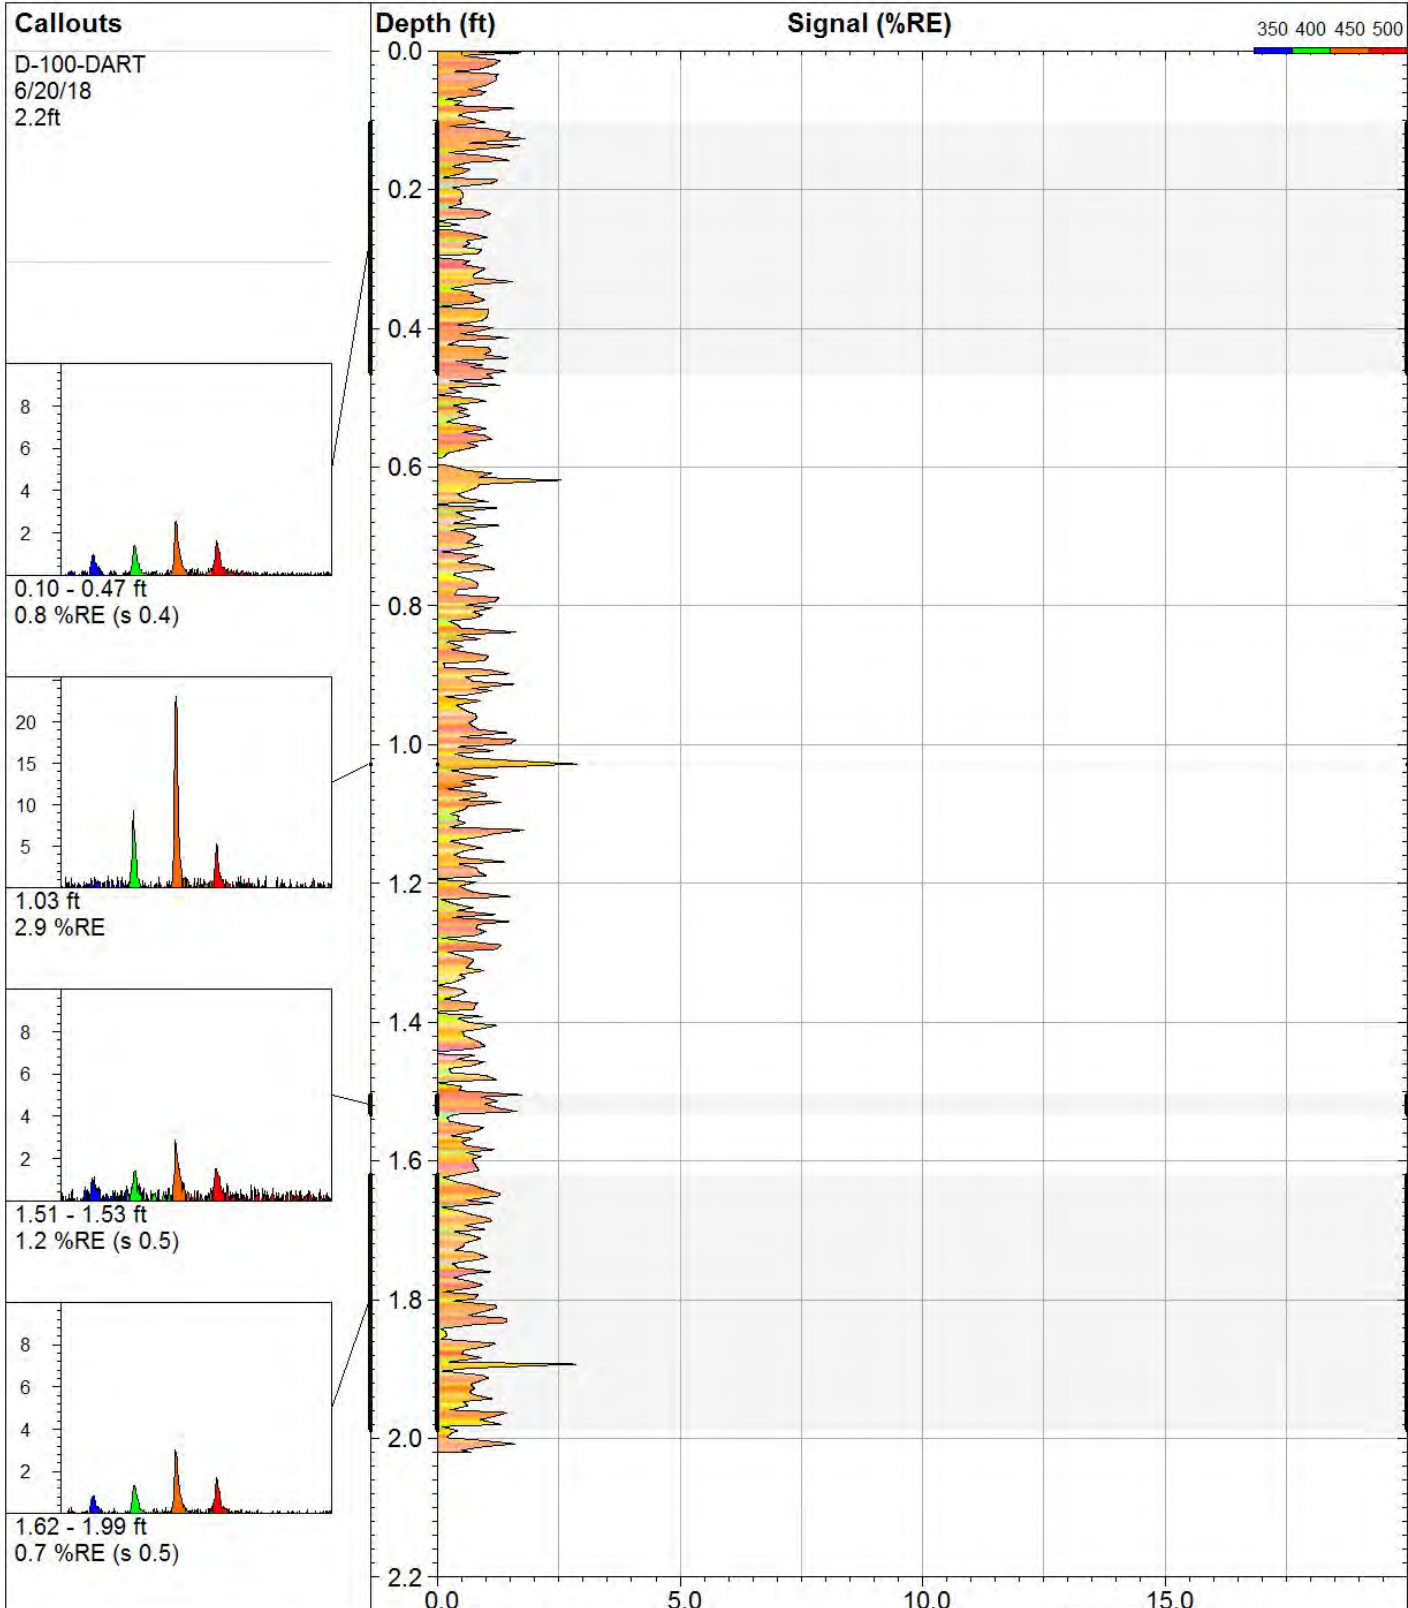 Callouts
Depth (ft)
Signal (%RE)
350 400 450 500
D-100-DART
6/20/18
2.2ft
8
6
4
2
0.10 - 0.47 ft
0.8 %RE (s 0.4)
20
15
10
5
1.03 ft
2.9 %RE
8
6
4
2
1.51 - 1.53 ft
1.2 %RE (s 0.5)
8
6
4
2
1.62 - 1.99 ft
0.7 %RE (s 0.5)
0.0
0.2
0.4
0.6
0.8
1.0
1.2
1.4
1.6
1.8
2.0
2.2
0.0 5.0 10.0 15.0